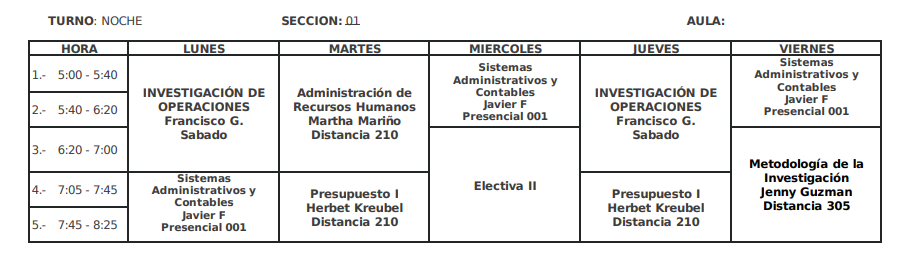 TURNO: NOCHE SECCION: 01 AULA:
HORA LUNES MARTES MIERCOLES JUEVES VIERNES
1.- 5:00 - 5:40
2.- 5:40 - 6:20
3.- 6:20 - 7:00
4.- 7:05 - 7:45
5.- 7:45 - 8:25
INVESTIGACIÓN DE
OPERACIONES
Francisco G.
Sabado
Sistemas
Administrativos y
Contables
Javier F
Presencial 001
Administración de
Recursos Humanos
Martha Mariño
Distancia 210
Presupuesto I
Herbet Kreubel
Distancia 210
Sistemas
Administrativos y
Contables
Javier F
Presencial 001
Electiva II
INVESTIGACIÓN DE
OPERACIONES
Francisco G.
Sabado
Presupuesto I
Herbet Kreubel
Distancia 210
Sistemas
Administrativos y
Contables
Javier F
Presencial 001
Metodología de la
Investigación
Jenny Guzman
Distancia 305